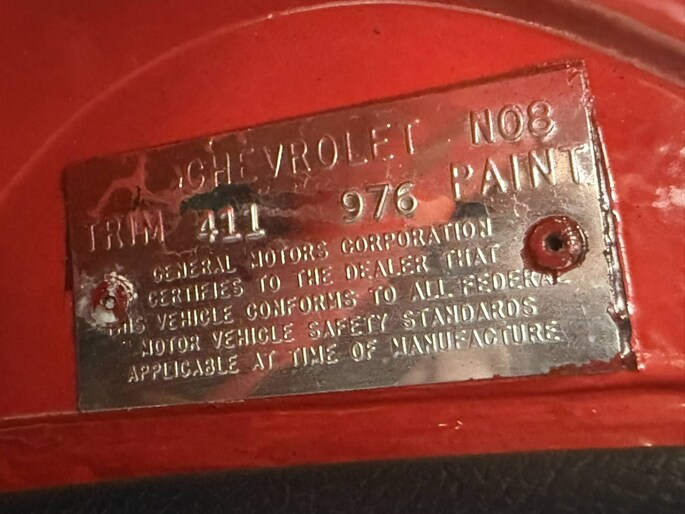 CHEVROLET N08
TRIM 411 976 PAINT
GENERAL MOTORS CORPORATION
CERTIFIES TO THE DEALER THAT
THIS VEHICLE CONFORMS TO ALL FEDERAL
MOTOR VEHICLE SAFETY STANDARDS
APPLICABLE AT TIME OF MANUFACTURE